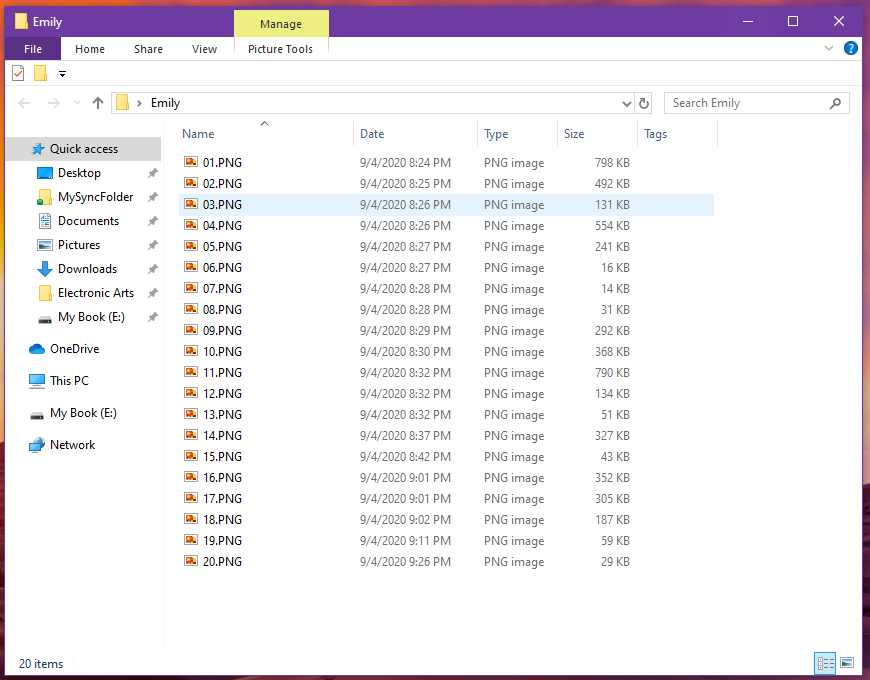 Emily
Manage
File Home Share View Picture Tools
?
Emily
Search Emily
Name Date Type Size Tags
Quick access
Desktop
MySyncFolder
Documents
Pictures
Downloads
Electronic Arts
My Book (E:)
OneDrive
This PC
My Book (E:)
Network
01.PNG 9/4/2020 8:24 PM PNG image 798 KB
02.PNG 9/4/2020 8:25 PM PNG image 492 KB
03.PNG 9/4/2020 8:26 PM PNG image 131 KB
04.PNG 9/4/2020 8:26 PM PNG image 554 KB
05.PNG 9/4/2020 8:27 PM PNG image 241 KB
06.PNG 9/4/2020 8:27 PM PNG image 16 KB
07.PNG 9/4/2020 8:28 PM PNG image 14 KB
08.PNG 9/4/2020 8:28 PM PNG image 31 KB
09.PNG 9/4/2020 8:29 PM PNG image 292 KB
10.PNG 9/4/2020 8:30 PM PNG image 368 KB
11.PNG 9/4/2020 8:32 PM PNG image 790 KB
12.PNG 9/4/2020 8:32 PM PNG image 134 KB
13.PNG 9/4/2020 8:32 PM PNG image 51 KB
14.PNG 9/4/2020 8:37 PM PNG image 327 KB
15.PNG 9/4/2020 8:42 PM PNG image 43 KB
16.PNG 9/4/2020 9:01 PM PNG image 352 KB
17.PNG 9/4/2020 9:01 PM PNG image 305 KB
18.PNG 9/4/2020 9:02 PM PNG image 187 KB
19.PNG 9/4/2020 9:11 PM PNG image 59 KB
20.PNG 9/4/2020 9:26 PM PNG image 29 KB
20 items